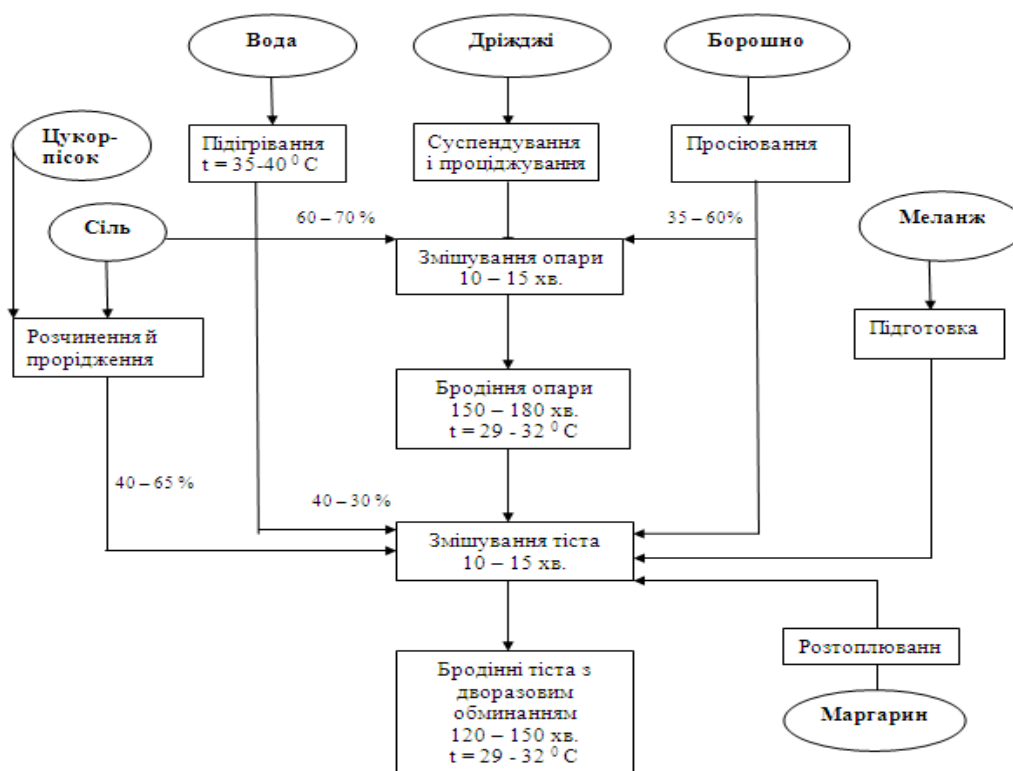 Вода
Дріжджі
Борошно
Цукор-
пісок
Підігрівання
t = 35-40 ⁰ С
Суспендування
і проціджування
Просіювання
Сіль
60 – 70 %
35 – 60%
Меланж
Змішування опари
10 – 15 хв.
Розчинення й
прорідження
Підготовка
Бродіння опари
150 – 180 хв.
t = 29 - 32 ⁰ С
40 – 65 %
40 – 30 %
Змішування тіста
10 – 15 хв.
Розтоплюванн
Бродінні тіста з
дворазовим
обминанням
120 – 150 хв.
t = 29 - 32 ⁰ С
Маргарин